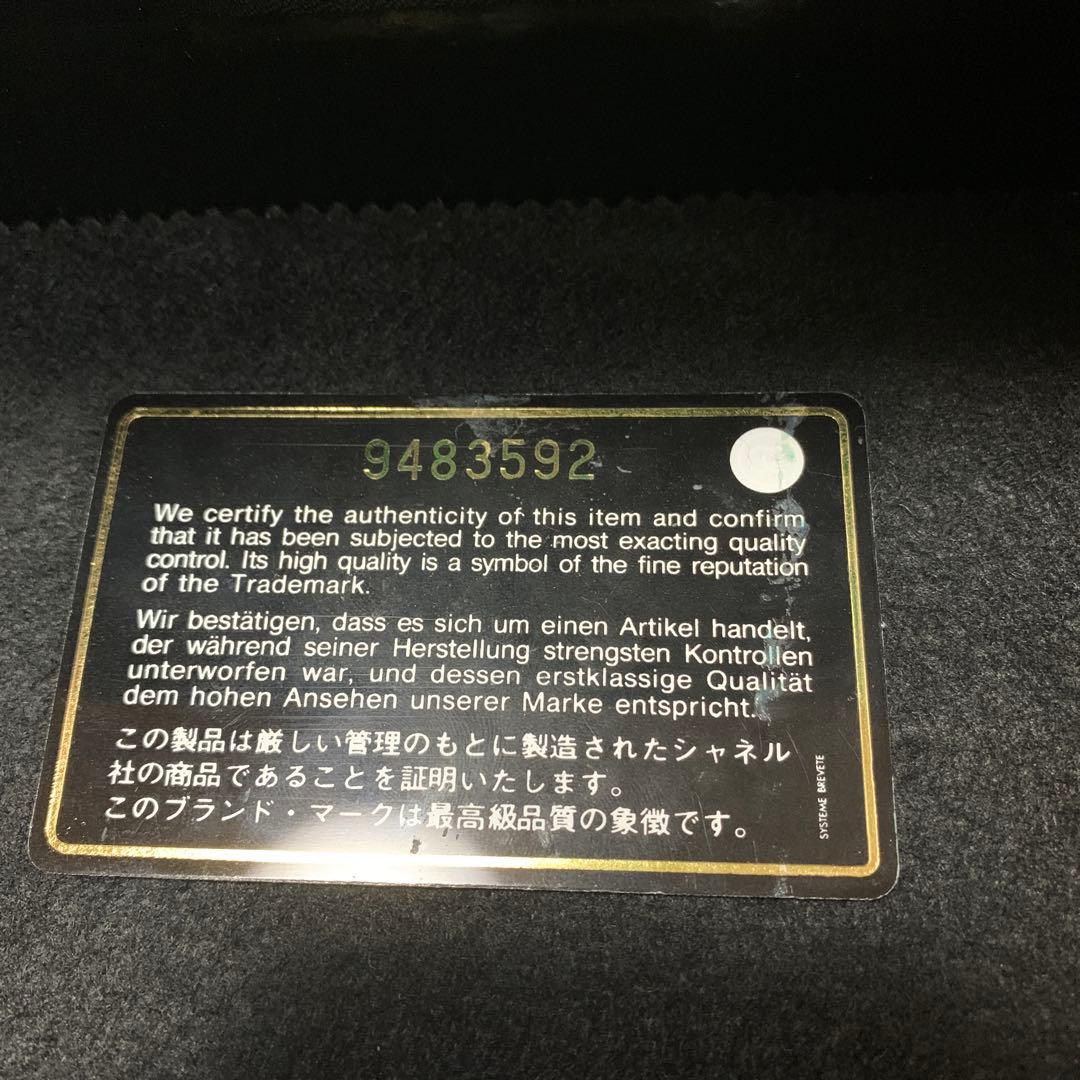 9483592
We certify the authenticity of this item and confirm
that it has been subjected to the most exacting quality
control. Its high quality is a symbol of the fine reputation
of the Trademark.
Wir bestätigen, dass es sich um einen Artikel handelt,
der während seiner Herstellung strengsten Kontrollen
unterworfen war, und dessen erstklassige Qualität
dem hohen Ansehen unserer Marke entspricht.
この製品は厳しい管理のもとに製造されたシャネル
社の商品であることを証明いたします。
このブランド・マークは最高級品質の象徴です。
SYSTEME BREVETE